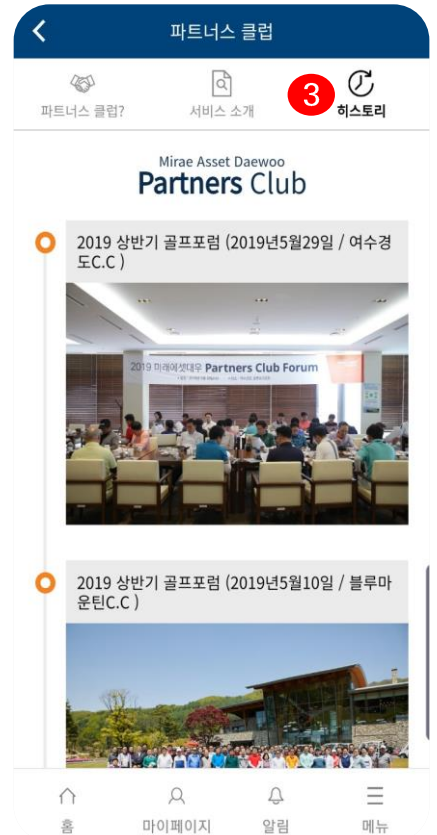 파트너스 클럽
파트너스 클럽?
서비스 소개
3
히스토리
Mirae Asset Daewoo
Partners Club
2019 상반기 골프포럼 (2019년5월29일 / 여수경
도C.C )
2019 미래에셋대우 Partners Club Forum
2019 상반기 골프포럼 (2019년5월10일 / 블루마
운틴C.C )
홈
마이페이지
알림
메뉴